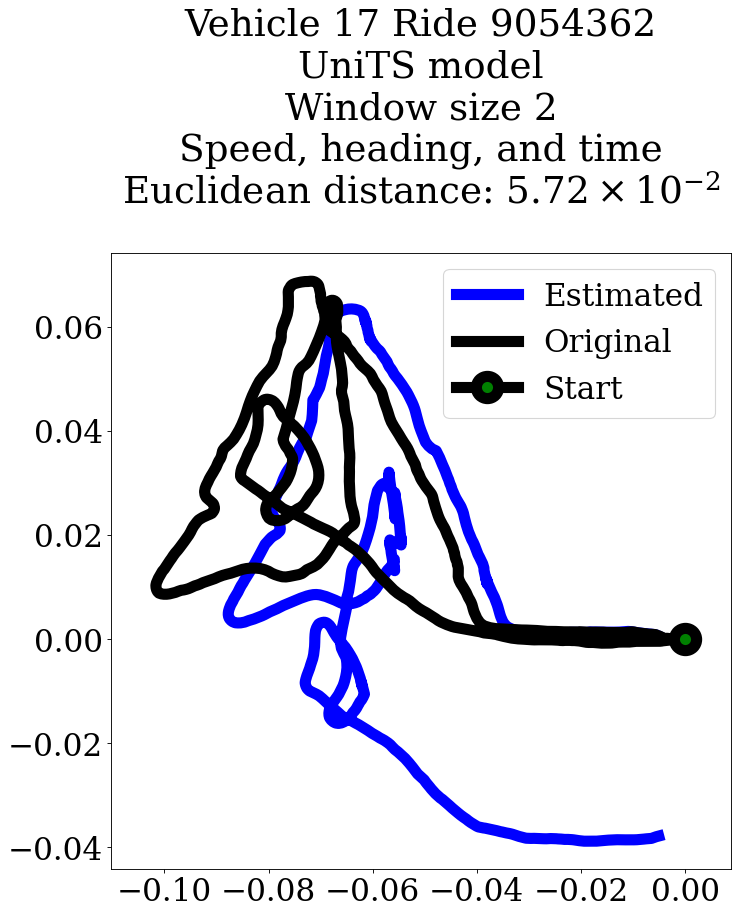 Vehicle 17 Ride 9054362
UniTS model
Window size 2
Speed, heading, and time
Euclidean distance: 5.72 × 10⁻²
Estimated
Original
Start
0.06
0.04
0.02
0.00
−0.02
−0.04
−0.10 −0.08 −0.06 −0.04 −0.02 0.00